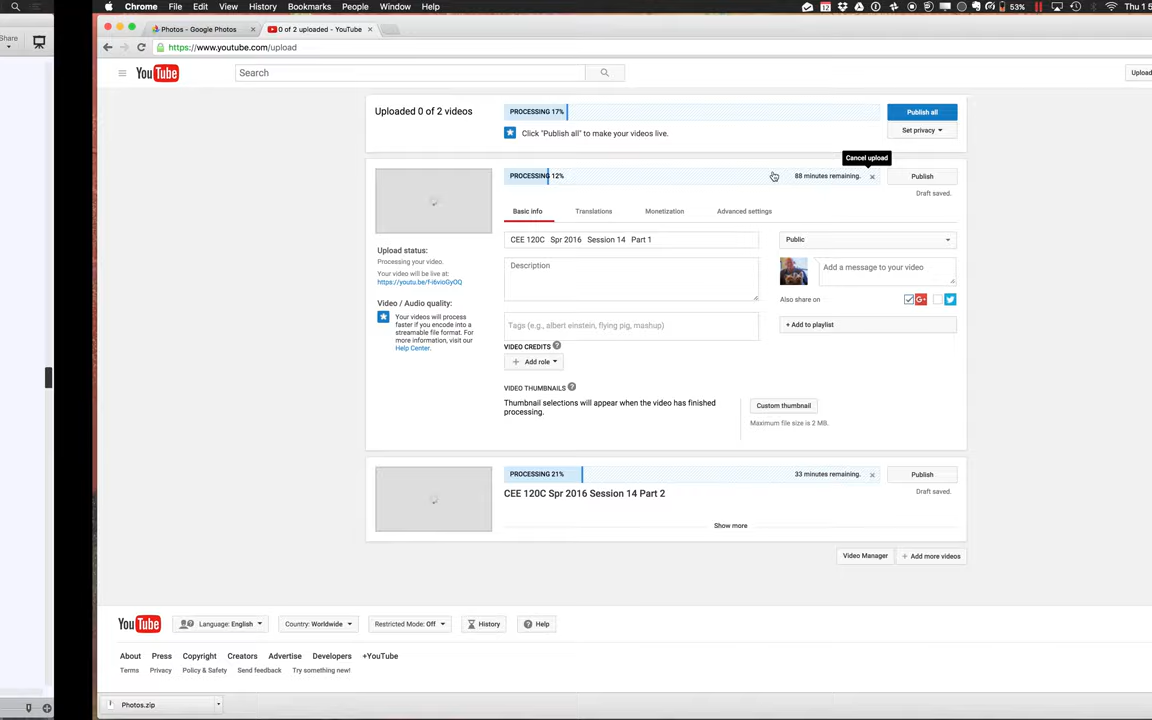 Chrome File Edit View History Bookmarks People Window Help
12
53%
Thu 1
Share
Photos - Google Photos
0 of 2 uploaded - YouTube
https://www.youtube.com/upload
YouTube
Search
Upload
Uploaded 0 of 2 videos
PROCESSING 17%
Publish all
Click "Publish all" to make your videos live.
Set privacy
Cancel upload
PROCESSING 12%
88 minutes remaining.
Publish
Draft saved.
Basic info
Translations
Monetization
Advanced settings
Upload status:
Processing your video.
Your video will be live at:
https://youtu.be/f-i6vioGyOQ
Video / Audio quality:
Your videos will process
faster if you encode into a
streamable file format. For
more information, visit our
Help Center.
CEE 120C Spr 2016 Session 14 Part 1
Public
Description
Add a message to your video
Also share on
G+
Tags (e.g., albert einstein, flying pig, mashup)
+ Add to playlist
VIDEO CREDITS ?
+ Add role
VIDEO THUMBNAILS ?
Thumbnail selections will appear when the video has finished
processing.
Custom thumbnail
Maximum file size is 2 MB.
PROCESSING 21%
33 minutes remaining.
Publish
CEE 120C Spr 2016 Session 14 Part 2
Draft saved.
Show more
Video Manager
+ Add more videos
YouTube
Language: English
Country: Worldwide
Restricted Mode: Off
History
? Help
About Press Copyright Creators Advertise Developers +YouTube
Terms Privacy Policy & Safety Send feedback Try something new!
Photos.zip